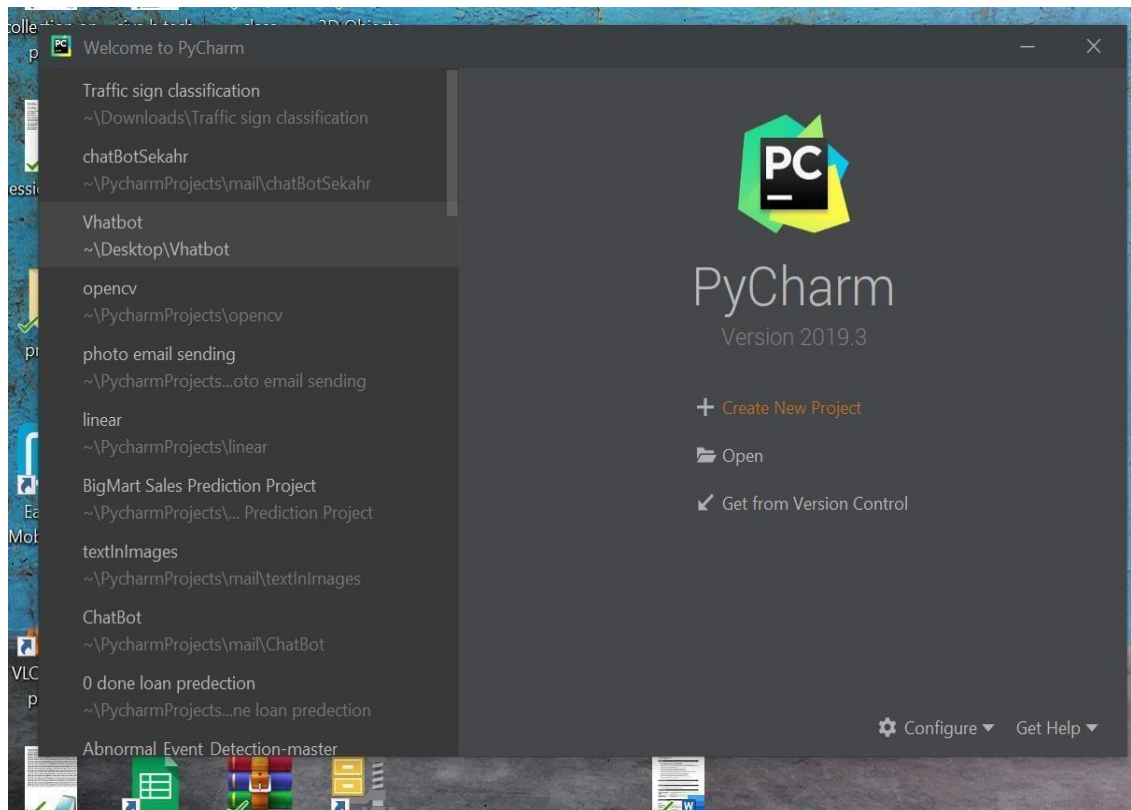 Welcome to PyCharm
Traffic sign classification
~\Downloads\Traffic sign classification
chatBotSekahr
~\PycharmProjects\mail\chatBotSekahr
Vhatbot
~\Desktop\Vhatbot
opencv
~\PycharmProjects\opencv
photo email sending
~\PycharmProjects...oto email sending
linear
~\PycharmProjects\linear
BigMart Sales Prediction Project
~\PycharmProjects\... Prediction Project
textInImages
~\PycharmProjects\mail\textInImages
ChatBot
~\PycharmProjects\mail\ChatBot
0 done loan predection
~\PycharmProjects...ne loan predection
Abnormal Event Detection-master
PC
PyCharm
Version 2019.3
Create New Project
Open
Get from Version Control
Configure
Get Help
VLC